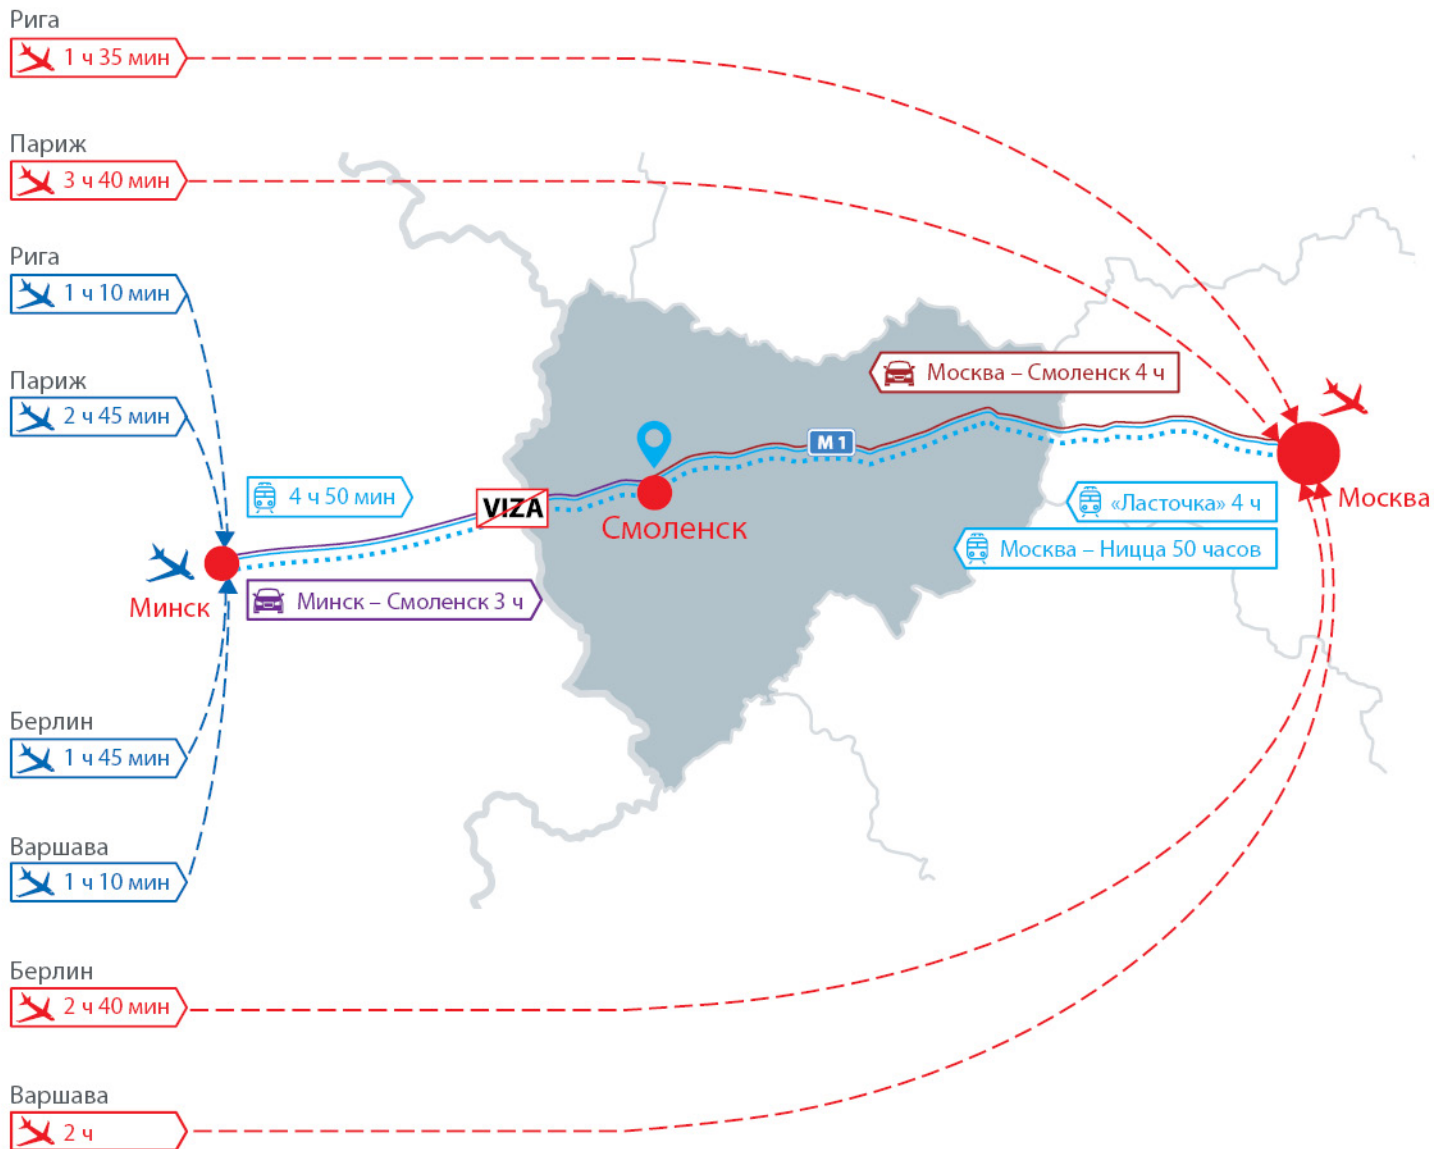 Рига
1 ч 35 мин
Париж
3 ч 40 мин
Рига
1 ч 10 мин
Париж
2 ч 45 мин
Москва – Смоленск 4 ч
М 1
4 ч 50 мин
VIZA
Смоленск
«Ласточка» 4 ч
Москва
Москва – Ницца 50 часов
Минск
Минск – Смоленск 3 ч
Берлин
1 ч 45 мин
Варшава
1 ч 10 мин
Берлин
2 ч 40 мин
Варшава
2 ч